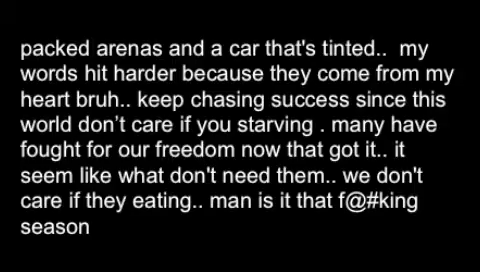 packed arenas and a car that's tinted..  my
words hit harder because they come from my
heart bruh.. keep chasing success since this
world don’t care if you starving . many have
fought for our freedom now that got it.. it
seem like what don't need them.. we don't
care if they eating.. man is it that f@#king
season